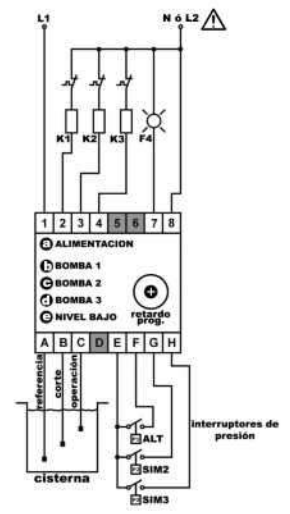 L1 N ó L2
K1 K2 K3 F4
1 2 3 4 5 6 7 8
a ALIMENTACION
b BOMBA 1
c BOMBA 2
d BOMBA 3
e NIVEL BAJO
retardo
prog.
A B C D E F G H
referencia
corte
operación
cisterna
ALT
SIM2
SIM3
interruptores de
presión